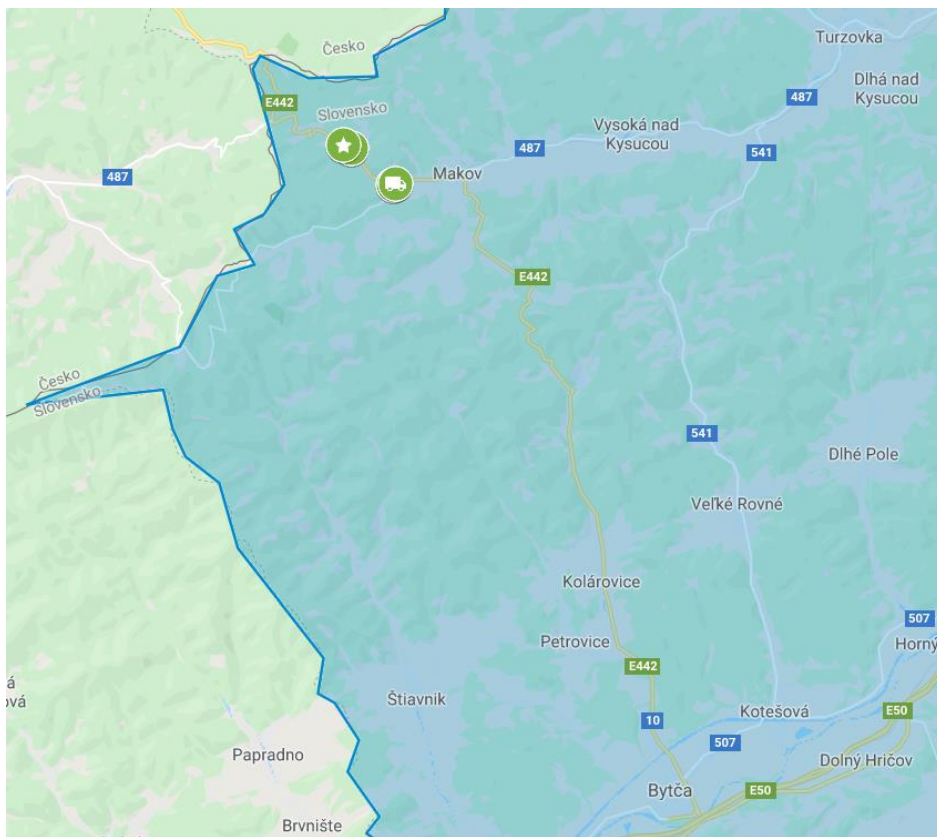 Turzovka
Česko
Dlhá nad
Kysucou
E442
Slovensko
487
Vysoká nad
Kysucou
487
541
Makov
487
E442
Česko
Slovensko
541
Dlhé Pole
Veľké Rovné
Kolárovice
507
Petrovice
Horný
E442
á
ová
Štiavnik
Kotešová
E50
10
507
Papradno
Dolný Hričov
Bytča
E50
Brvnište